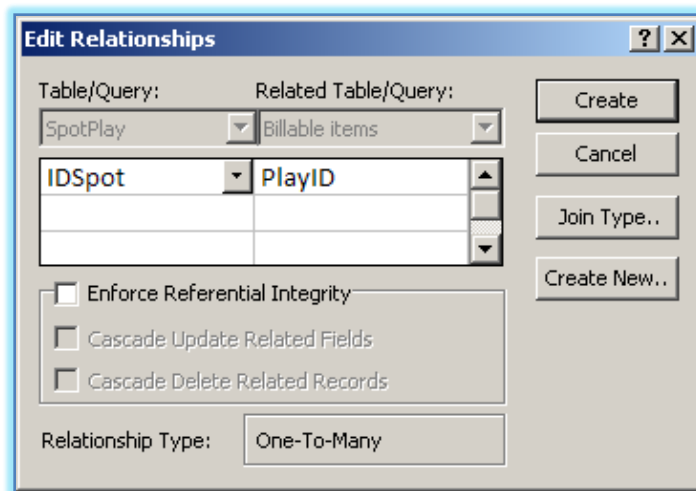 Edit Relationships
Table/Query: Related Table/Query:
SpotPlay Billable items
IDSpot PlayID
Enforce Referential Integrity
Cascade Update Related Fields
Cascade Delete Related Records
Relationship Type: One-To-Many
?
Create
Cancel
Join Type..
Create New..